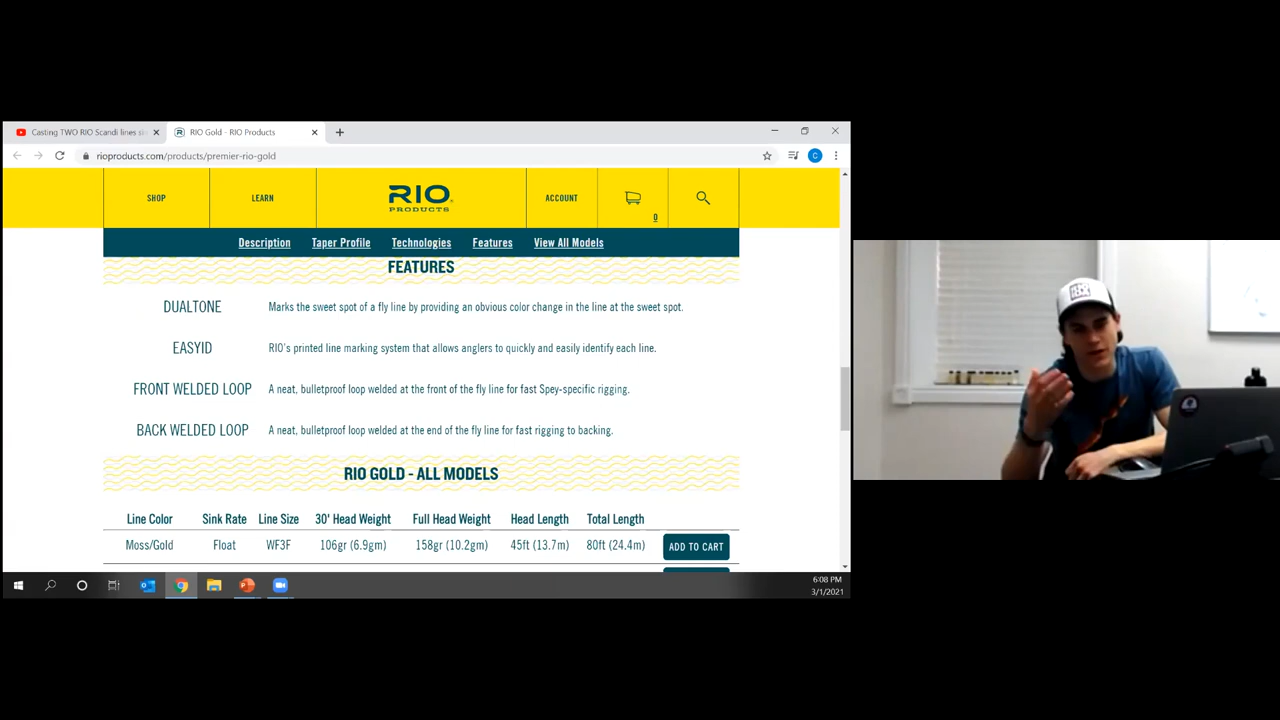 Casting TWO RIO Scandi lines si
RIO Gold - RIO Products
rioproducts.com/products/premier-rio-gold
SHOP
LEARN
RIO
PRODUCTS
ACCOUNT
0
Description
Taper Profile
Technologies
Features
View All Models
FEATURES
DUALTONE Marks the sweet spot of a fly line by providing an obvious color change in the line at the sweet spot.
EASYID RIO's printed line marking system that allows anglers to quickly and easily identify each line.
FRONT WELDED LOOP A neat, bulletproof loop welded at the front of the fly line for fast Spey-specific rigging.
BACK WELDED LOOP A neat, bulletproof loop welded at the end of the fly line for fast rigging to backing.
RIO GOLD - ALL MODELS
Line Color Sink Rate Line Size 30' Head Weight Full Head Weight Head Length Total Length
Moss/Gold Float WF3F 106gr (6.9gm) 158gr (10.2gm) 45ft (13.7m) 80ft (24.4m) ADD TO CART
6:08 PM
3/1/2021